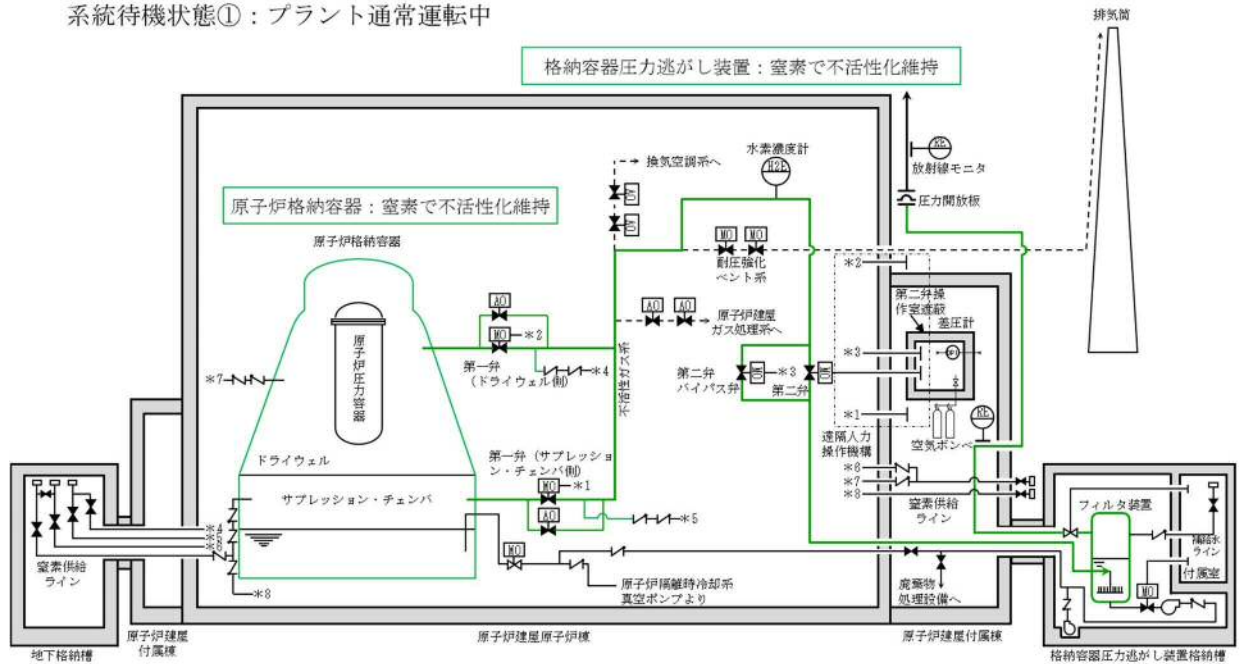 系統待機状態①：プラント通常運転中
排気筒
格納容器圧力逃がし装置：窒素で不活性化維持
水素濃度計
H2E
RE
放射線モニタ
換気空調系へ
AO
AO
圧力開放板
原子炉格納容器：窒素で不活性化維持
原子炉格納容器
MO
MO
耐圧強化
ベント系
*2
第二弁操
作室遮蔽
差圧計
AO
MO
*2
AO
AO
原子炉建屋
ガス処理系へ
原子炉圧力容器
第一弁
（ドライウェル側）
*4
不活性ガス系
*7
第二弁
バイパス弁
MO
*3
第二弁
MO
*3
*1
遠隔人力
操作機構
空気ボンベ
RE
ドライウェル
第一弁（サプレッショ
ン・チェンバ側）
MO
*1
AO
*5
サプレッション・チェンバ
*6
*7
*8
窒素供給
ライン
フィルタ装置
補給水
ライン
付属室
MO
窒素供給
ライン
*4
*6
*8
MO
原子炉隔離時冷却系
真空ポンプより
廃棄物
処理設備へ
地下格納槽
原子炉建屋
付属棟
原子炉建屋原子炉棟
原子炉建屋付属棟
格納容器圧力逃がし装置格納槽